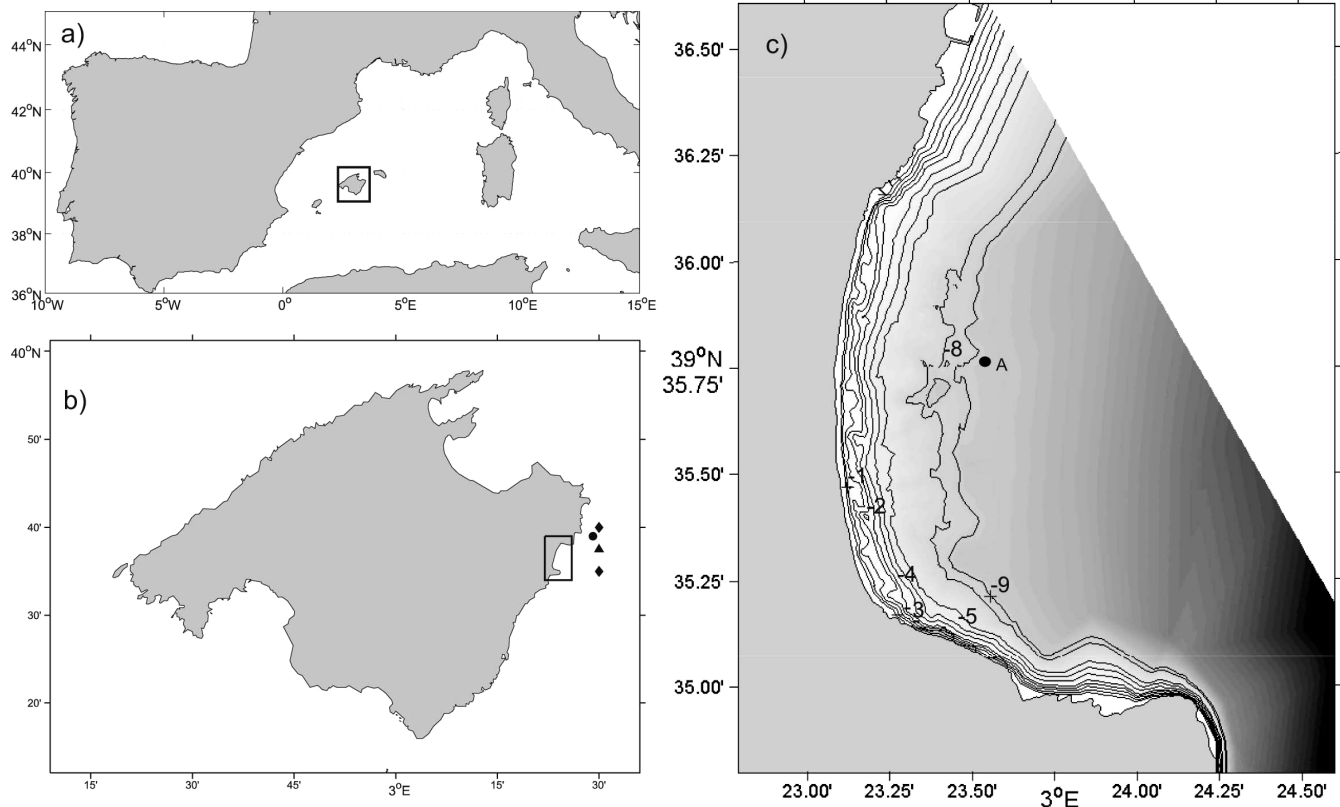 a)
44°N
42°N
40°N
38°N
36°N
10°W 5°W 0° 5°E 10°E 15°E
b)
40°N
50'
40'
30'
20'
15' 30' 45' 3°E 15' 30'
c)
36.50'
36.25'
36.00'
39°N
35.75'
35.50'
35.25'
35.00'
-8
A
-1
-2
-4
-3
-5
-9
23.00' 23.25' 23.50' 23.75' 24.00' 24.25' 24.50'
3°E